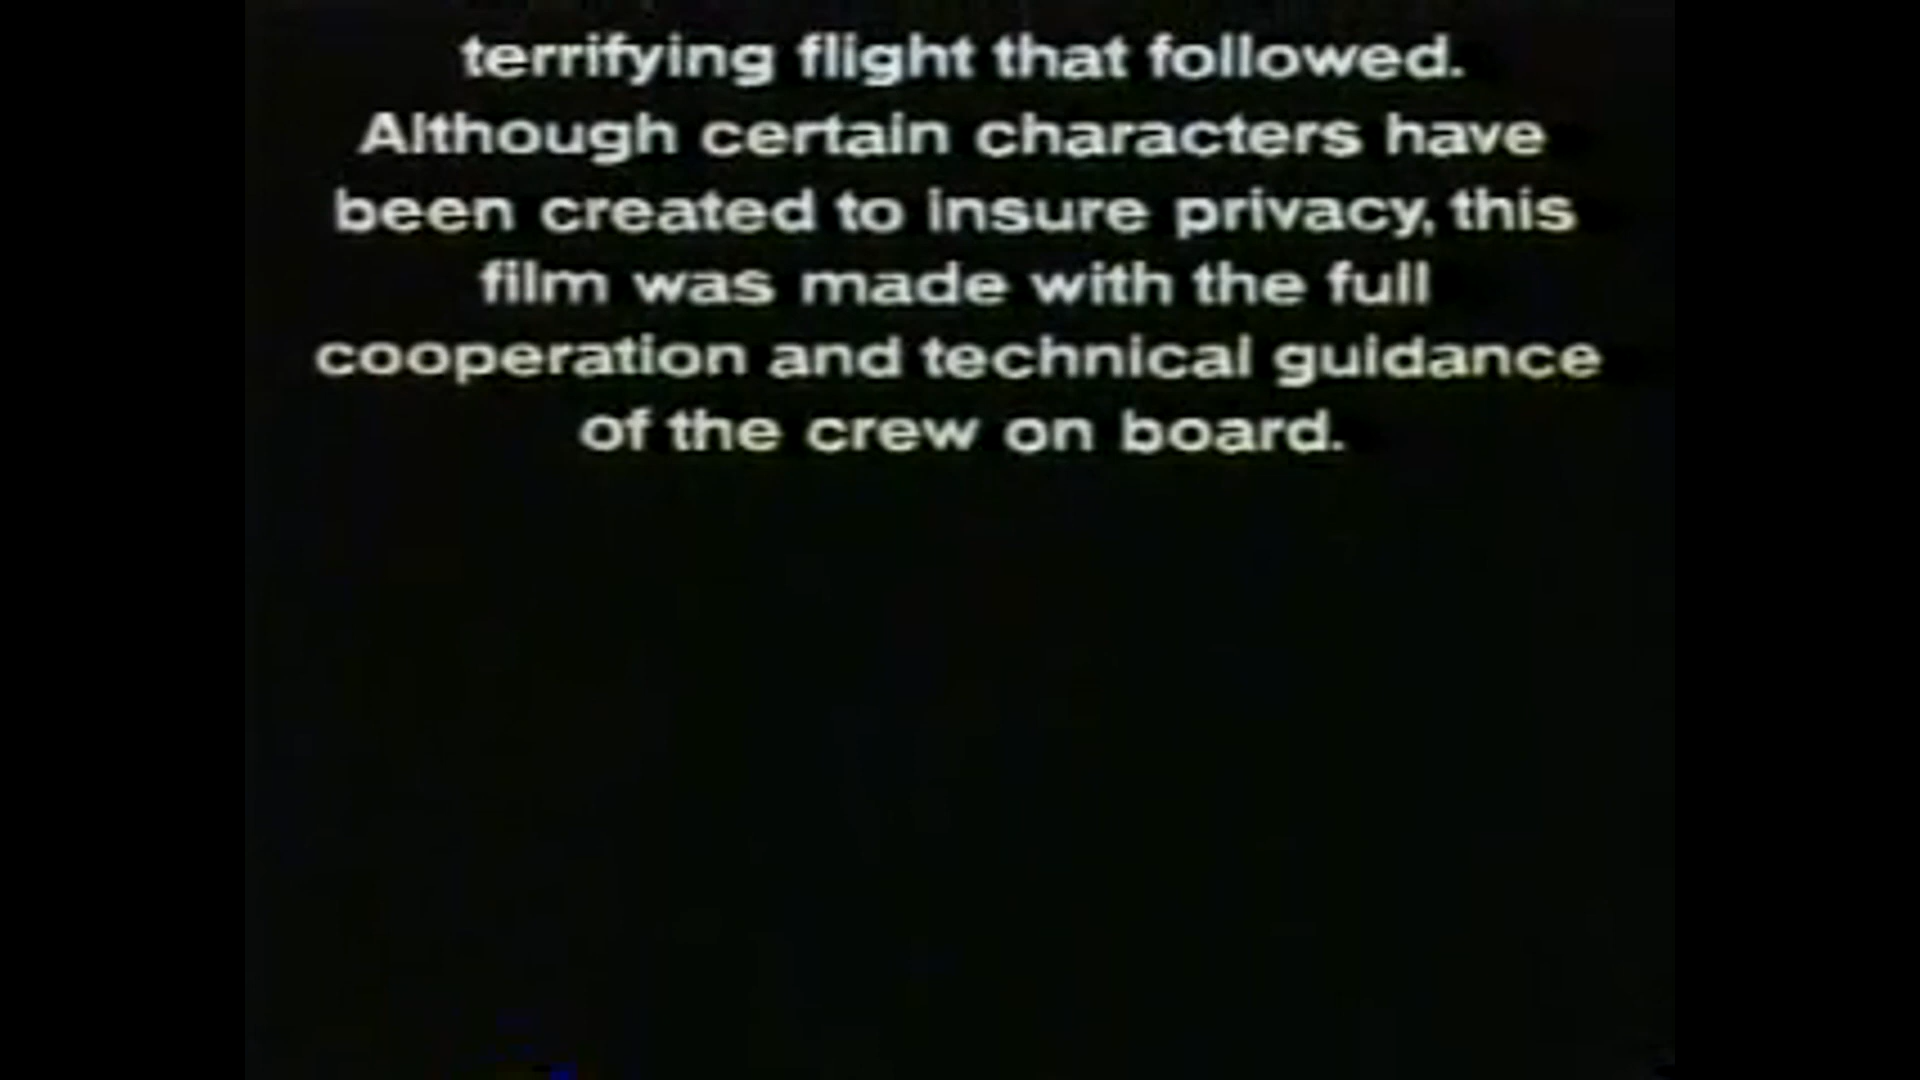 terrifying flight that followed.
Although certain characters have
been created to insure privacy, this
film was made with the full
cooperation and technical guidance
of the crew on board.